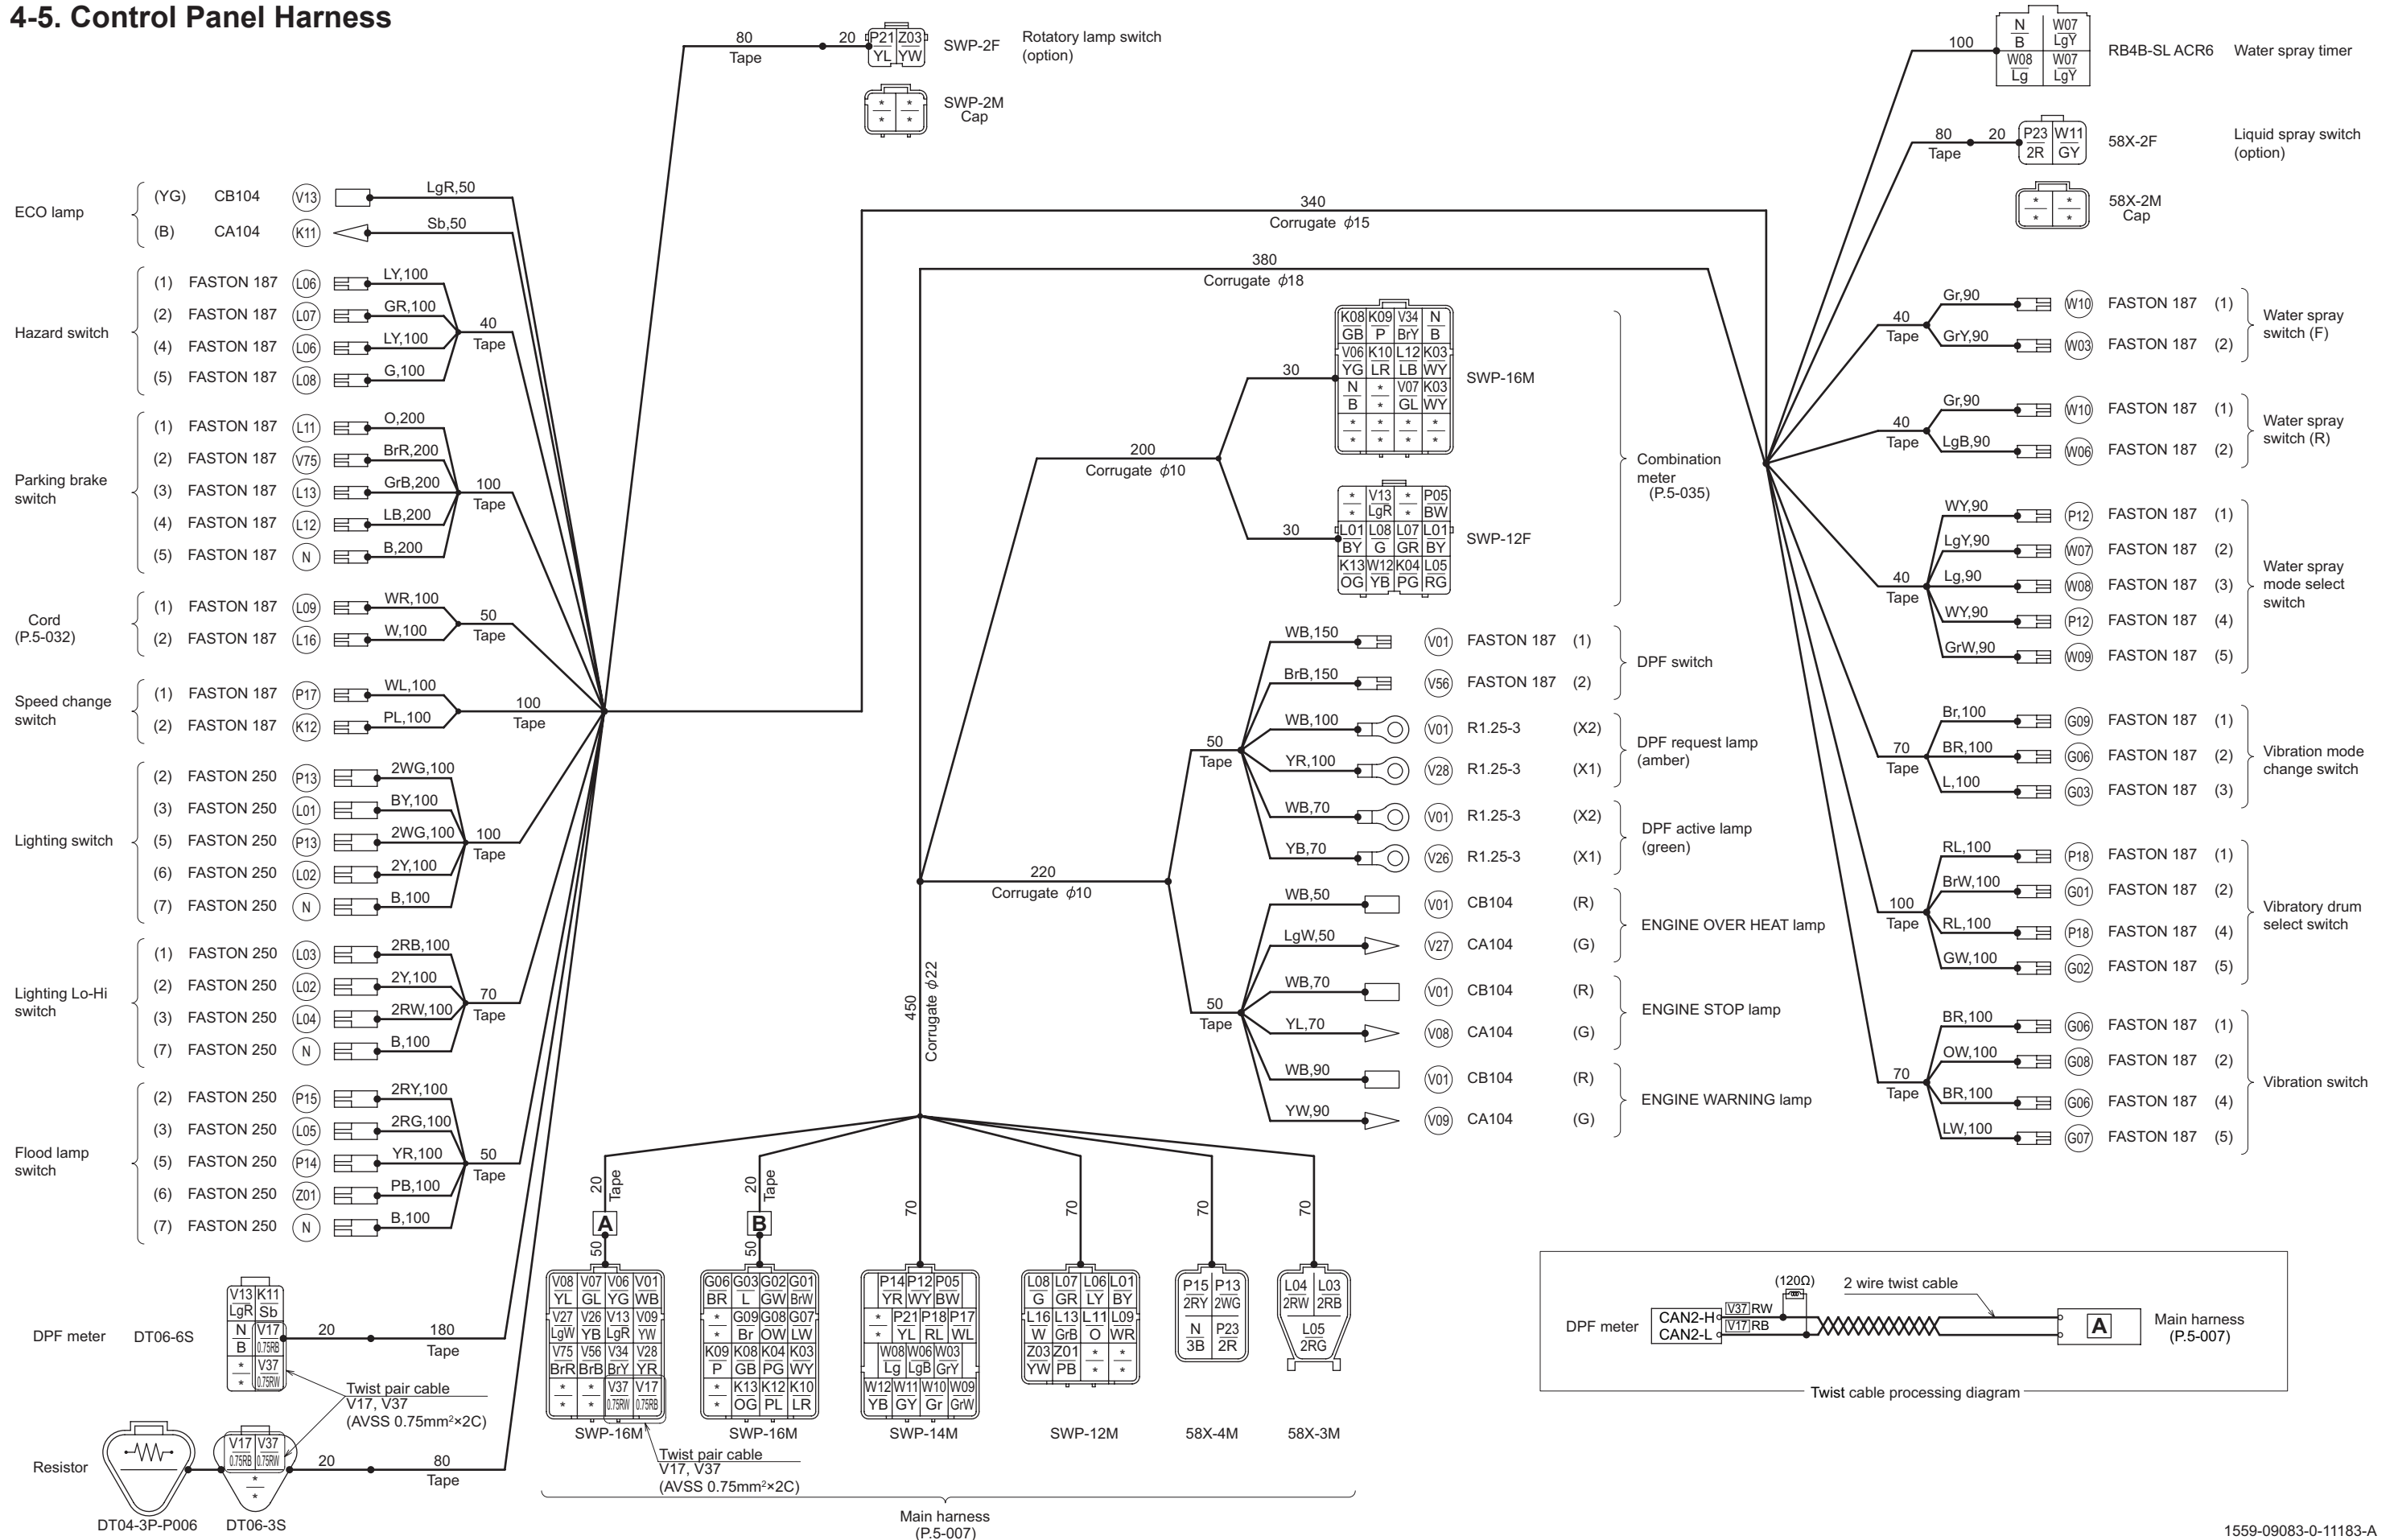 4-5. Control Panel Harness
80
Tape
20
P21 Z03
YL YW
SWP-2F
Rotatory lamp switch
(option)
* *
* *
SWP-2M
Cap
ECO lamp
(YG) CB104 V13 LgR,50
(B) CA104 K11 Sb,50
Hazard switch
(1) FASTON 187 L06 LY,100
(2) FASTON 187 L07 GR,100
(4) FASTON 187 L06 LY,100
(5) FASTON 187 L08 G,100
40
Tape
Parking brake
switch
(1) FASTON 187 L11 O,200
(2) FASTON 187 V75 BrR,200
(3) FASTON 187 L13 GrB,200
(4) FASTON 187 L12 LB,200
(5) FASTON 187 N B,200
100
Tape
Cord
(P.5-032)
(1) FASTON 187 L09 WR,100
(2) FASTON 187 L16 W,100
50
Tape
Speed change
switch
(1) FASTON 187 P17 WL,100
(2) FASTON 187 K12 PL,100
100
Tape
Lighting switch
(2) FASTON 250 P13 2WG,100
(3) FASTON 250 L01 BY,100
(5) FASTON 250 P13 2WG,100
(6) FASTON 250 L02 2Y,100
(7) FASTON 250 N B,100
100
Tape
Lighting Lo-Hi
switch
(1) FASTON 250 L03 2RB,100
(2) FASTON 250 L02 2Y,100
(3) FASTON 250 L04 2RW,100
(7) FASTON 250 N B,100
70
Tape
Flood lamp
switch
(2) FASTON 250 P15 2RY,100
(3) FASTON 250 L05 2RG,100
(5) FASTON 250 P14 YR,100
(6) FASTON 250 Z01 PB,100
(7) FASTON 250 N B,100
50
Tape
DPF meter DT06-6S
V13 K11
LgR Sb
N V17
B 0.75RB
* V37
* 0.75RW
20
180
Tape
Twist pair cable
V17, V37
(AVSS 0.75mm²×2C)
Resistor
V17 V37
0.75RB 0.75RW
*
*
20
80
Tape
DT04-3P-P006 DT06-3S
340
Corrugate φ15
380
Corrugate φ18
200
Corrugate φ10
30
K08 K09 V34 N
GB P BrY B
V06 K10 L12 K03
YG LR LB WY
N * V07 K03
B * GL WY
* * * *
* * * *
SWP-16M
30
* V13 * P05
* LgR * BW
L01 L08 L07 L01
BY G GR BY
K13 W12 K04 L05
OG YB PG RG
SWP-12F
Combination
meter
(P.5-035)
220
Corrugate φ10
50
Tape
WB,150 V01 FASTON 187 (1)
BrB,150 V56 FASTON 187 (2)
DPF switch
WB,100 V01 R1.25-3 (X2)
YR,100 V28 R1.25-3 (X1)
DPF request lamp
(amber)
WB,70 V01 R1.25-3 (X2)
YB,70 V26 R1.25-3 (X1)
DPF active lamp
(green)
50
Tape
WB,50 V01 CB104 (R)
LgW,50 V27 CA104 (G)
ENGINE OVER HEAT lamp
WB,70 V01 CB104 (R)
YL,70 V08 CA104 (G)
ENGINE STOP lamp
WB,90 V01 CB104 (R)
YW,90 V09 CA104 (G)
ENGINE WARNING lamp
450
Corrugate φ22
20
Tape
A
50
V08 V07 V06 V01
YL GL YG WB
V27 V26 V13 V09
LgW YB LgR YW
V75 V56 V34 V28
BrR BrB BrY YR
* * V37 V17
* * 0.75RW 0.75RB
SWP-16M
Twist pair cable
V17, V37
(AVSS 0.75mm²×2C)
20
Tape
B
50
G06 G03 G02 G01
BR L GW BrW
* G09 G08 G07
* Br OW LW
K09 K08 K04 K03
P GB PG WY
* K13 K12 K10
* OG PL LR
SWP-16M
70
P14 P12 P05
YR WY BW
* P21 P18 P17
* YL RL WL
W08 W06 W03
Lg LgB GrY
W12 W11 W10 W09
YB GY Gr GrW
SWP-14M
70
L08 L07 L06 L01
G GR LY BY
L16 L13 L11 L09
W GrB O WR
Z03 Z01 * *
YW PB * *
SWP-12M
70
P15 P13
2RY 2WG
N P23
3B 2R
58X-4M
70
L04 L03
2RW 2RB
L05
2RG
58X-3M
Main harness
(P.5-007)
100
N W07
B LgY
W08 W07
Lg LgY
RB4B-SL ACR6 Water spray timer
80
Tape
20
P23 W11
2R GY
58X-2F
Liquid spray switch
(option)
* *
* *
58X-2M
Cap
40
Tape
Gr,90 W10 FASTON 187 (1)
GrY,90 W03 FASTON 187 (2)
Water spray
switch (F)
40
Tape
Gr,90 W10 FASTON 187 (1)
LgB,90 W06 FASTON 187 (2)
Water spray
switch (R)
40
Tape
WY,90 P12 FASTON 187 (1)
LgY,90 W07 FASTON 187 (2)
Lg,90 W08 FASTON 187 (3)
WY,90 P12 FASTON 187 (4)
GrW,90 W09 FASTON 187 (5)
Water spray
mode select
switch
70
Tape
Br,100 G09 FASTON 187 (1)
BR,100 G06 FASTON 187 (2)
L,100 G03 FASTON 187 (3)
Vibration mode
change switch
100
Tape
RL,100 P18 FASTON 187 (1)
BrW,100 G01 FASTON 187 (2)
RL,100 P18 FASTON 187 (4)
GW,100 G02 FASTON 187 (5)
Vibratory drum
select switch
70
Tape
BR,100 G06 FASTON 187 (1)
OW,100 G08 FASTON 187 (2)
BR,100 G06 FASTON 187 (4)
LW,100 G07 FASTON 187 (5)
Vibration switch
(120Ω)
2 wire twist cable
DPF meter
CAN2-H V37 RW
CAN2-L V17 RB
A
Main harness
(P.5-007)
Twist cable processing diagram
1559-09083-0-11183-A